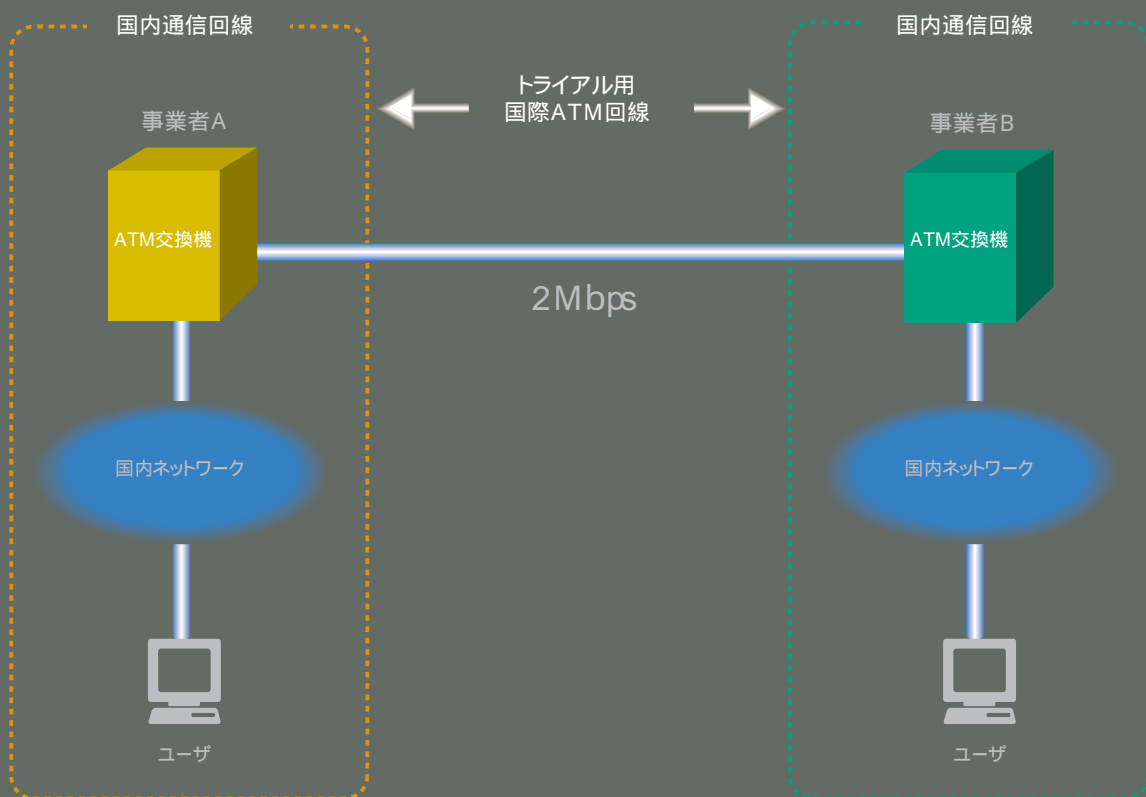 国内通信回線
国内通信回線
トライアル用
国際ATM回線
事業者A
事業者B
ATM交換機
ATM交換機
2Mbps
国内ネットワーク
国内ネットワーク
ユーザ
ユーザ